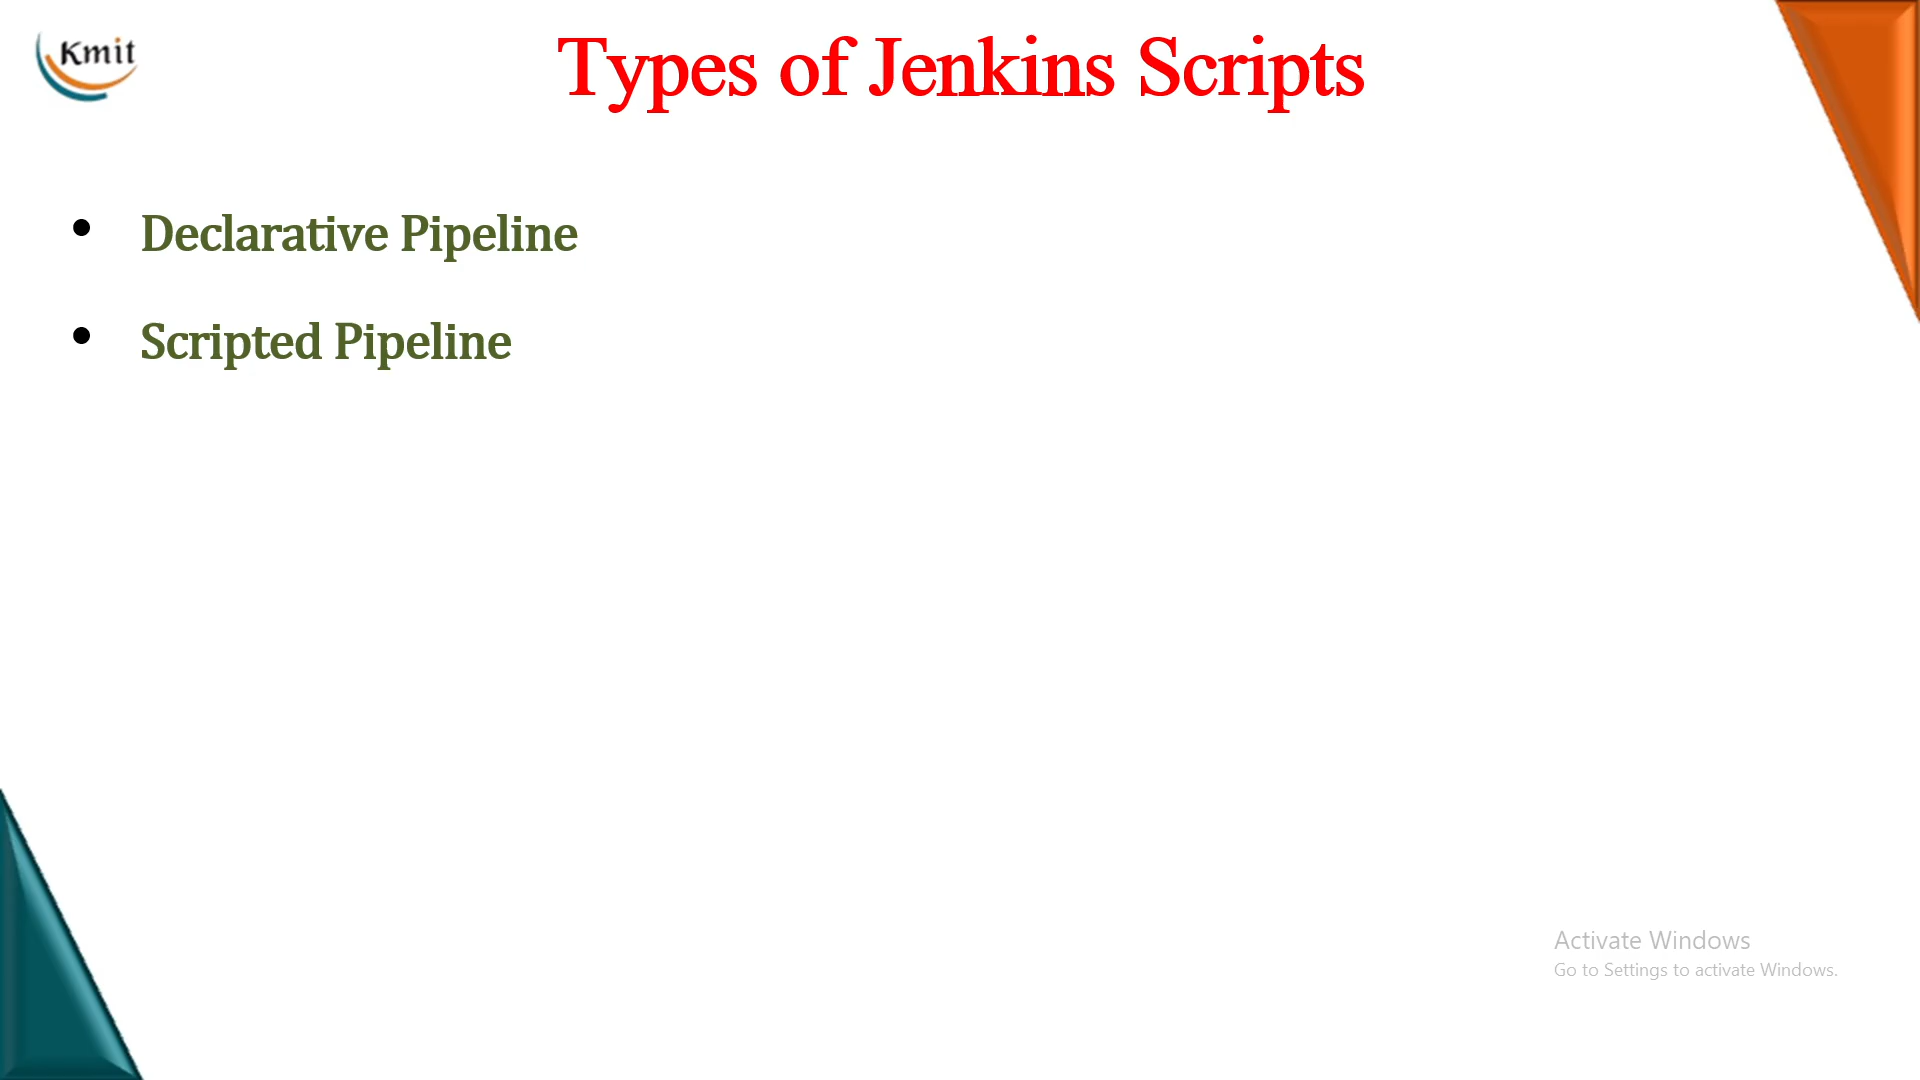 Kmit
Types of Jenkins Scripts
• Declarative Pipeline
• Scripted Pipeline
Activate Windows
Go to Settings to activate Windows.